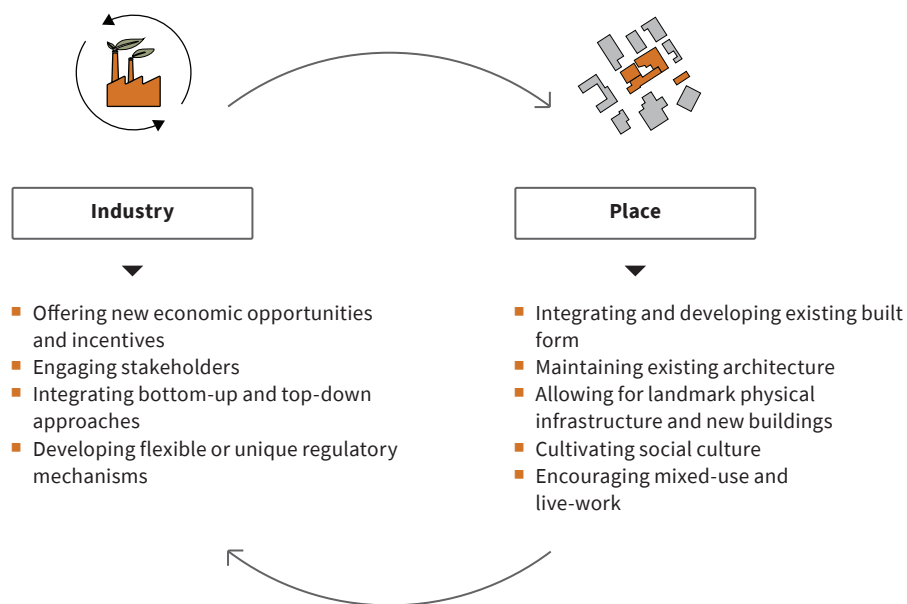 Industry
Offering new economic opportunities
and incentives
Engaging stakeholders
Integrating bottom-up and top-down
approaches
Developing flexible or unique regulatory
mechanisms
Place
Integrating and developing existing built
form
Maintaining existing architecture
Allowing for landmark physical
infrastructure and new buildings
Cultivating social culture
Encouraging mixed-use and
live-work